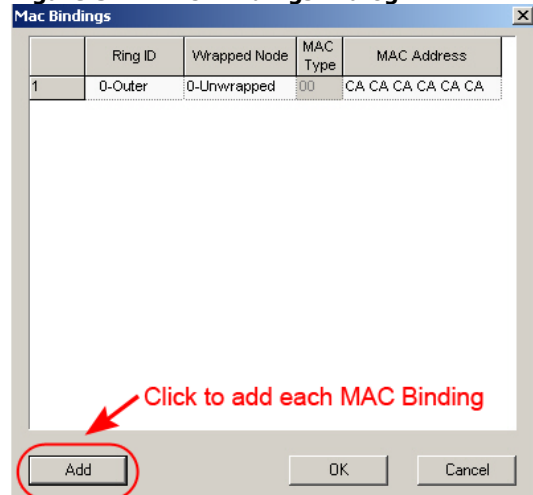 Mac Bindings
Ring ID Wrapped Node MAC Type MAC Address
1 0-Outer 0-Unwrapped 00 CA CA CA CA CA CA
Click to add each MAC Binding
Add OK Cancel